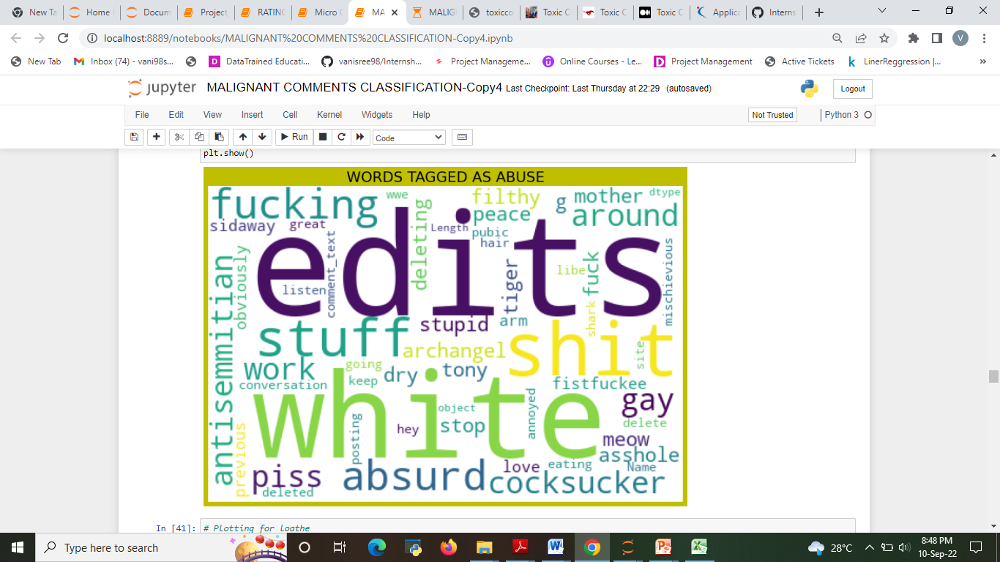 New Ta
Home
Docum
Project
RATING
Micro
MA
MALIG
toxicco
Toxic C
Toxic C
Toxic C
Applica
Interns
localhost:8889/notebooks/MALIGNANT%20COMMENTS%20CLASSIFICATION-Copy4.ipynb
V
New Tab
Inbox (74) - vani98s...
DataTrained Educati...
vanisree98/Internsh...
Project Manageme...
Online Courses - Le...
Project Management
Active Tickets
LinerReggression |...
jupyter MALIGNANT COMMENTS CLASSIFICATION-Copy4 Last Checkpoint: Last Thursday at 22:29 (autosaved)
Logout
File Edit View Insert Cell Kernel Widgets Help
Not Trusted
Python 3
Run
Code
plt.show()
WORDS TAGGED AS ABUSE
fucking
wwe
filthy
g
mother
dtype
sidaway
great
deleting
Length
peace
around
pubic
hair
edits
comment_text
listen
obviously
antisemmitian
tiger
libe
fuck
mischievious
shark
stuff
stupid
arm
shit
archangel
site
work
going
dry
tony
conversation
keep
fistfuckee
white
object
annoyed
gay
hey
stop
delete
posting
previous
meow
asshole
piss
absurd
love
eating
Name
deleted
cocksucker
In [41]: # Plotting for loathe
Type here to search
28°C
8:48 PM
10-Sep-22